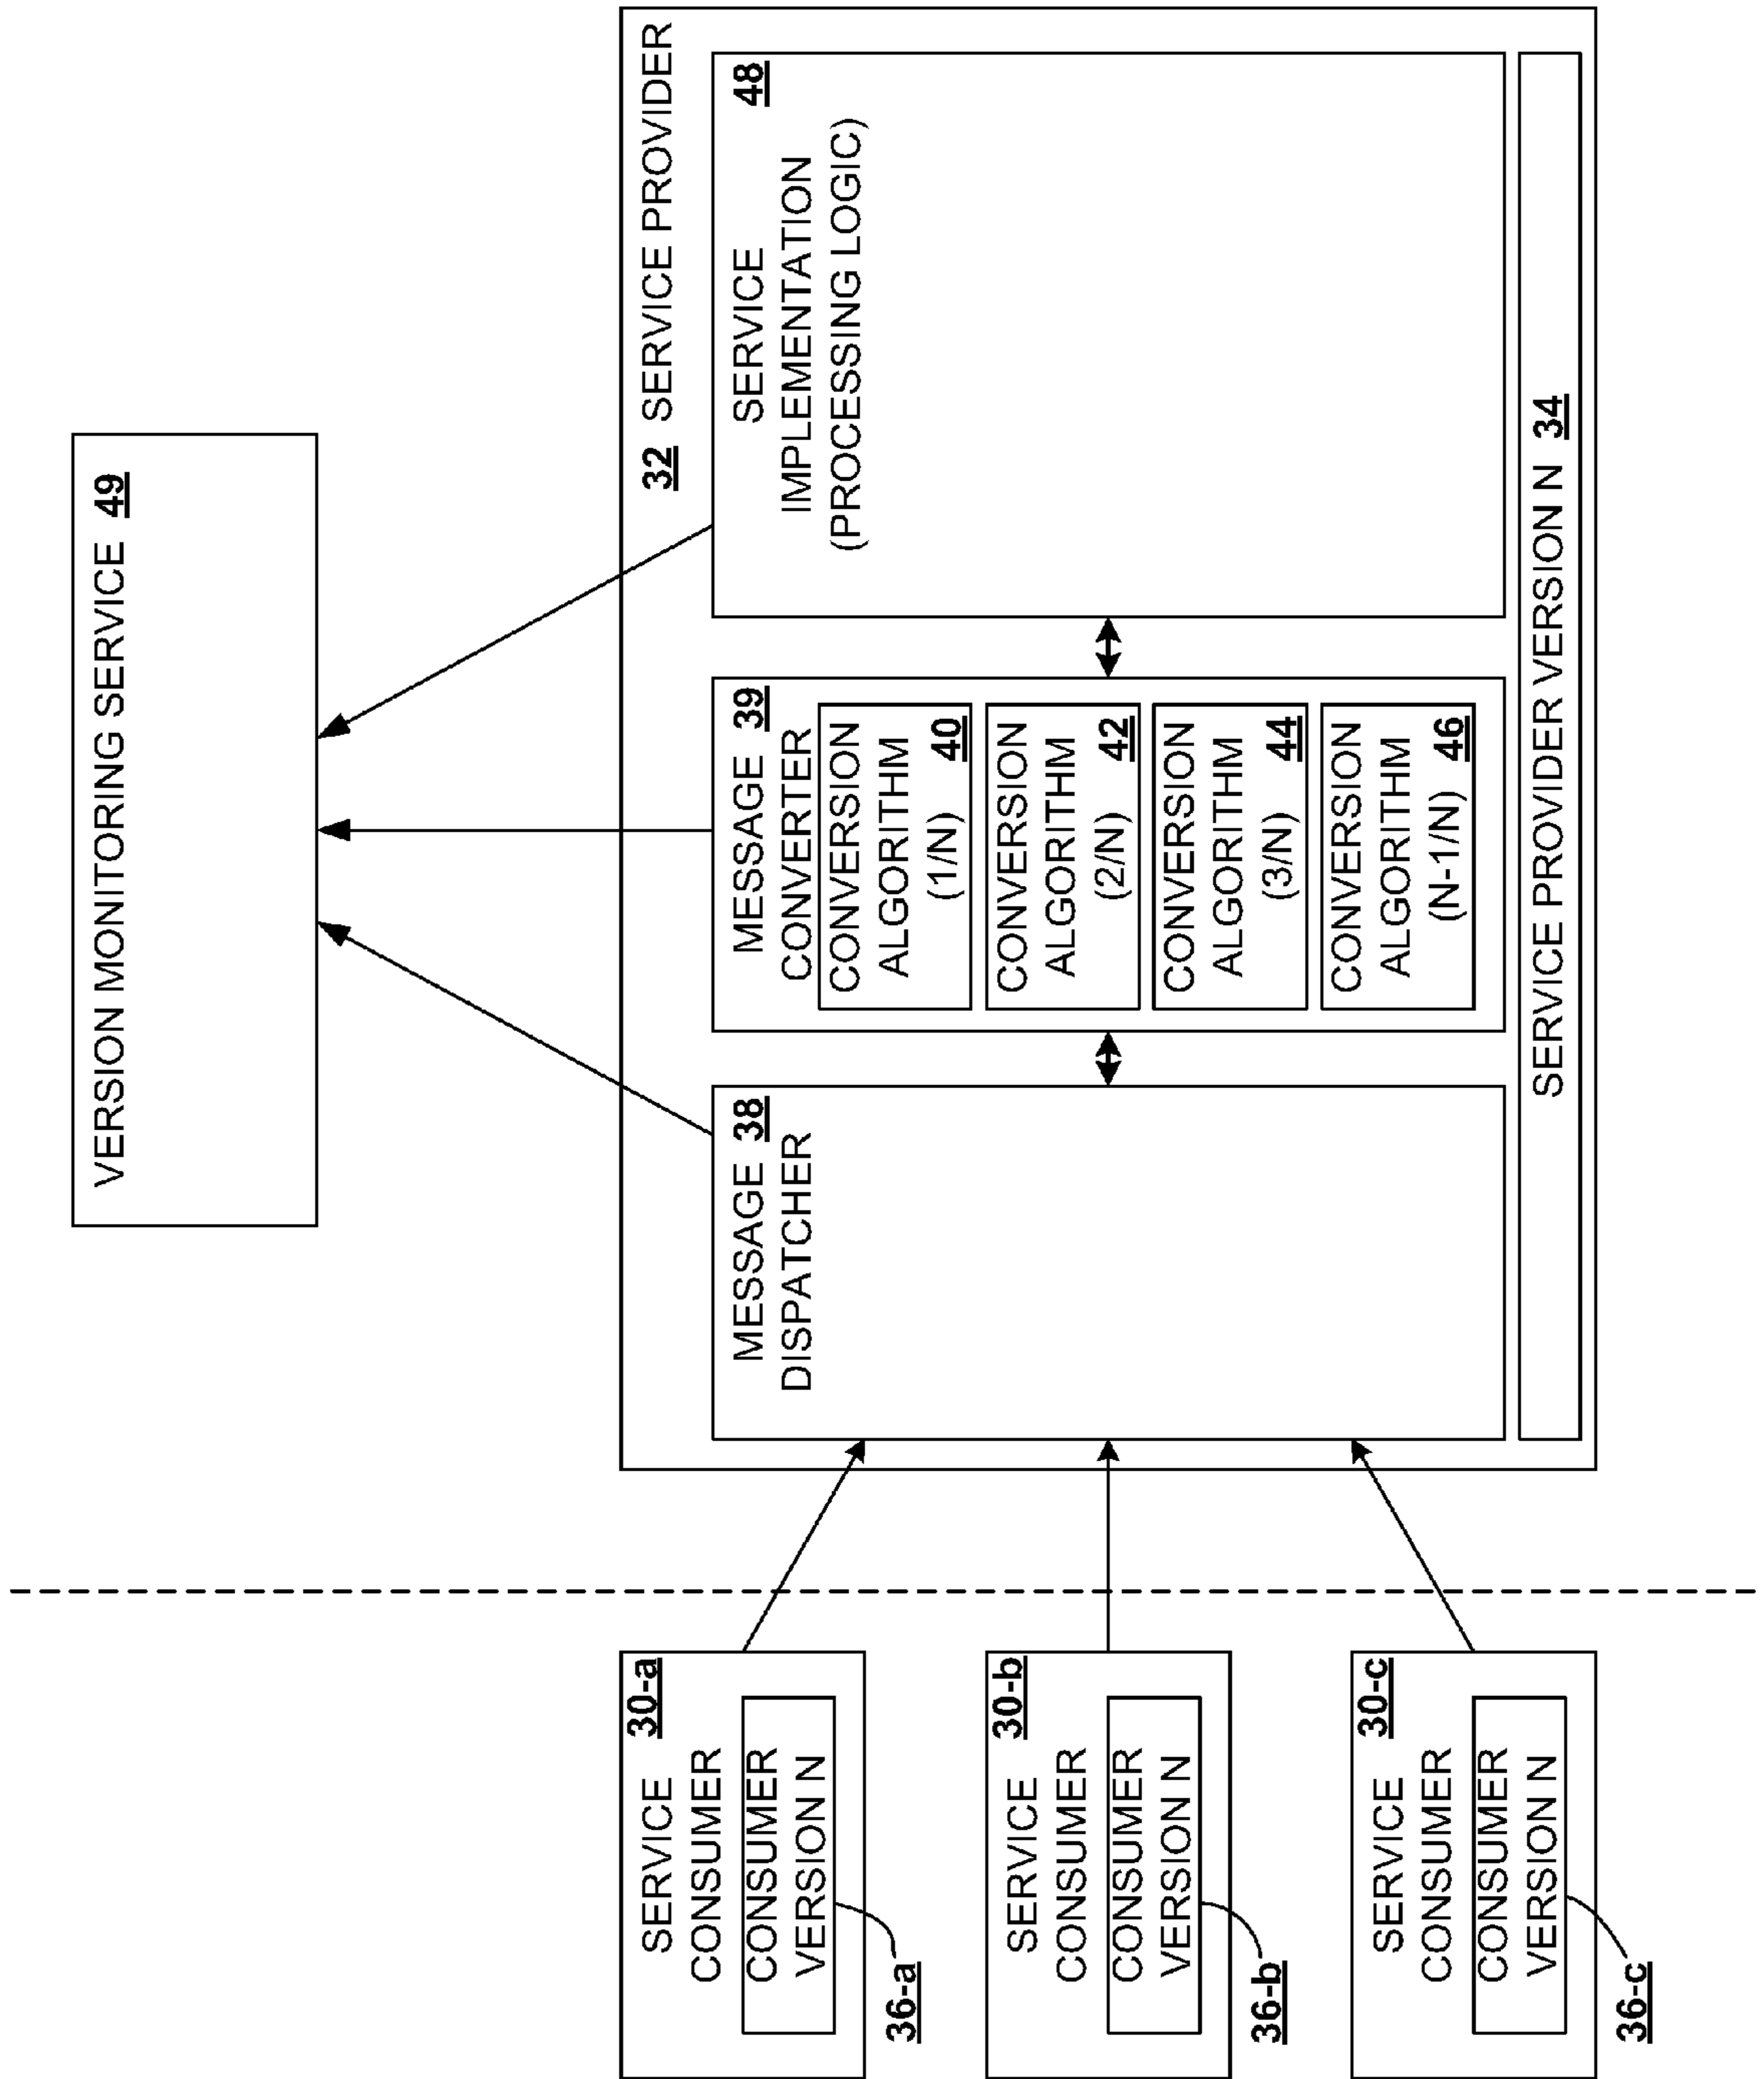 VERSION MONITORING SERVICE 49
32 SERVICE PROVIDER
MESSAGE 38
DISPATCHER
MESSAGE 39
CONVERTER
CONVERSION
ALGORITHM
(1/N) 40
CONVERSION
ALGORITHM
(2/N) 42
CONVERSION
ALGORITHM
(3/N) 44
CONVERSION
ALGORITHM
(N-1/N) 46
SERVICE 48
IMPLEMENTATION
(PROCESSING LOGIC)
SERVICE PROVIDER VERSION N 34
30-a
SERVICE
CONSUMER
CONSUMER
VERSION N
36-a
30-b
SERVICE
CONSUMER
CONSUMER
VERSION N
36-b
30-c
SERVICE
CONSUMER
CONSUMER
VERSION N
36-c